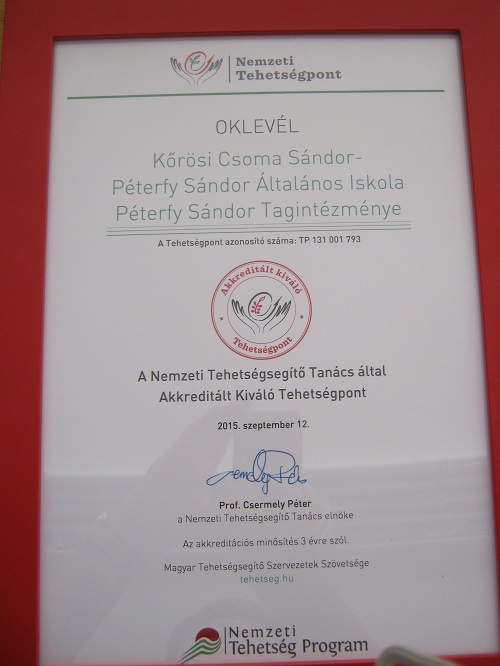 Nemzeti
Tehetségpont
OKLEVÉL
Kőrösi Csoma Sándor-
Péterfy Sándor Általános Iskola
Péterfy Sándor Tagintézménye
A Tehetségpont azonosító száma: TP 131 001 793
Akkreditált kiváló
Tehetségpont
A Nemzeti Tehetségsegítő Tanács által
Akkreditált Kiváló Tehetségpont
2015. szeptember 12.
Prof. Csermely Péter
a Nemzeti Tehetségsegítő Tanács elnöke
Az akkreditációs minősítés 3 évre szól.
Magyar Tehetségsegítő Szervezetek Szövetsége
tehetseg.hu
Nemzeti
Tehetség Program